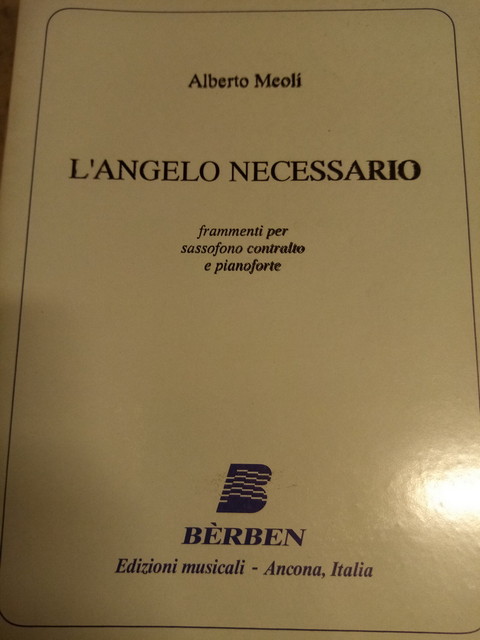 Alberto Meoli
L'ANGELO NECESSARIO
frammenti per
sassofono contralto
e pianoforte
B
BÈRBEN
Edizioni musicali - Ancona, Italia